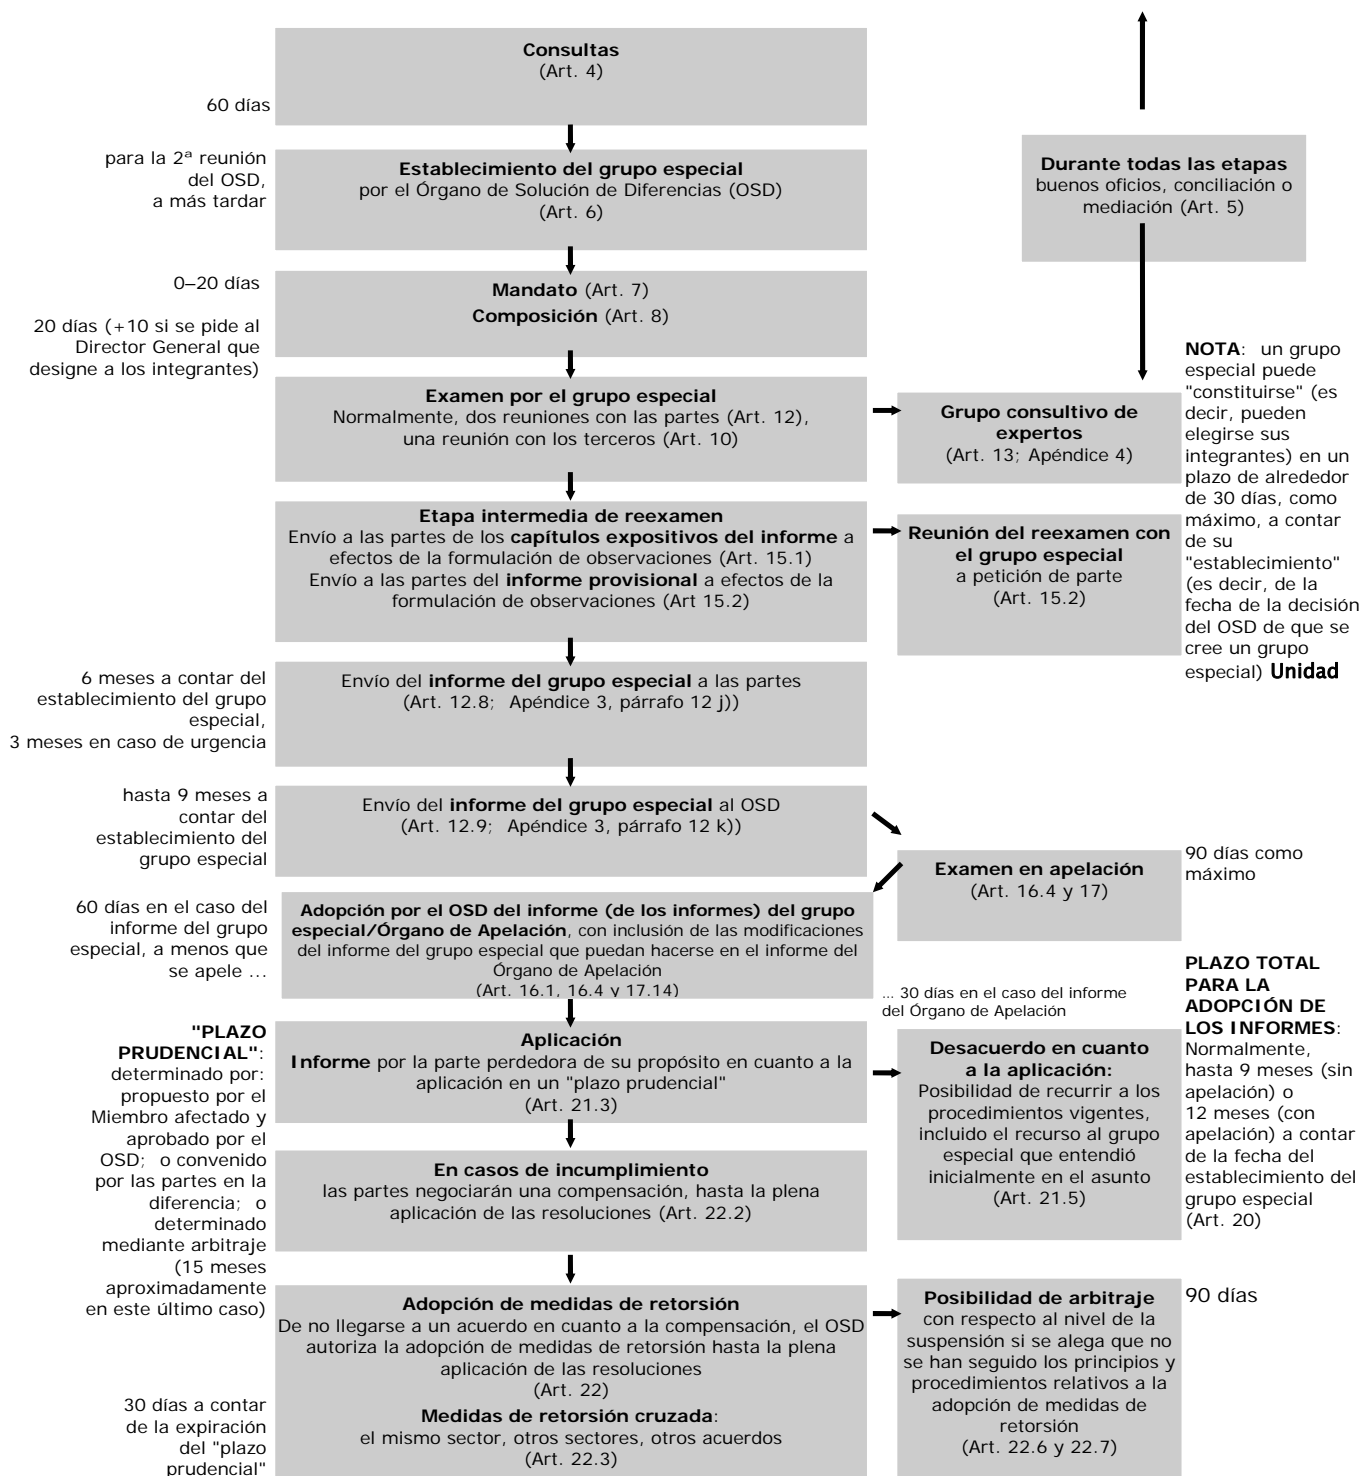 Consultas
(Art. 4)
60 días
para la 2ª reunión
del OSD,
a más tardar
Establecimiento del grupo especial
por el Órgano de Solución de Diferencias (OSD)
(Art. 6)
Durante todas las etapas
buenos oficios, conciliación o
mediación (Art. 5)
0–20 días
20 días (+10 si se pide al
Director General que
designe a los integrantes)
Mandato (Art. 7)
Composición (Art. 8)
Examen por el grupo especial
Normalmente, dos reuniones con las partes (Art. 12),
una reunión con los terceros (Art. 10)
Grupo consultivo de
expertos
(Art. 13; Apéndice 4)
NOTA: un grupo
especial puede
"constituirse" (es
decir, pueden
elegirse sus
integrantes) en un
plazo de alrededor
de 30 días, como
máximo, a contar
de su
"establecimiento"
(es decir, de la
fecha de la decisión
del OSD de que se
cree un grupo
especial) Unidad
Etapa intermedia de reexamen
Envío a las partes de los capítulos expositivos del informe a
efectos de la formulación de observaciones (Art. 15.1)
Envío a las partes del informe provisional a efectos de la
formulación de observaciones (Art 15.2)
Reunión del reexamen con
el grupo especial
a petición de parte
(Art. 15.2)
6 meses a contar del
establecimiento del grupo
especial,
3 meses en caso de urgencia
Envío del informe del grupo especial a las partes
(Art. 12.8; Apéndice 3, párrafo 12 j))
hasta 9 meses a
contar del
establecimiento del
grupo especial
Envío del informe del grupo especial al OSD
(Art. 12.9; Apéndice 3, párrafo 12 k))
Examen en apelación
(Art. 16.4 y 17)
90 días como
máximo
60 días en el caso del
informe del grupo
especial, a menos que
se apele ...
Adopción por el OSD del informe (de los informes) del grupo
especial/Órgano de Apelación, con inclusión de las modificaciones
del informe del grupo especial que puedan hacerse en el informe del
Órgano de Apelación
(Art. 16.1, 16.4 y 17.14)
... 30 días en el caso del informe
del Órgano de Apelación
PLAZO TOTAL
PARA LA
ADOPCIÓN DE
LOS INFORMES:
Normalmente,
hasta 9 meses (sin
apelación) o
12 meses (con
apelación) a contar
de la fecha del
establecimiento del
grupo especial
(Art. 20)
"PLAZO
PRUDENCIAL":
determinado por:
propuesto por el
Miembro afectado y
aprobado por el
OSD; o convenido
por las partes en la
diferencia; o
determinado
mediante arbitraje
(15 meses
aproximadamente
en este último caso)
Aplicación
Informe por la parte perdedora de su propósito en cuanto a la
aplicación en un "plazo prudencial"
(Art. 21.3)
Desacuerdo en cuanto
a la aplicación:
Posibilidad de recurrir a los
procedimientos vigentes,
incluido el recurso al grupo
especial que entendió
inicialmente en el asunto
(Art. 21.5)
En casos de incumplimiento
las partes negociarán una compensación, hasta la plena
aplicación de las resoluciones (Art. 22.2)
Adopción de medidas de retorsión
De no llegarse a un acuerdo en cuanto a la compensación, el OSD
autoriza la adopción de medidas de retorsión hasta la plena
aplicación de las resoluciones
(Art. 22)
Medidas de retorsión cruzada:
el mismo sector, otros sectores, otros acuerdos
(Art. 22.3)
30 días a contar
de la expiración
del "plazo
prudencial"
Posibilidad de arbitraje
con respecto al nivel de la
suspensión si se alega que no
se han seguido los principios y
procedimientos relativos a la
adopción de medidas de
retorsión
(Art. 22.6 y 22.7)
90 días